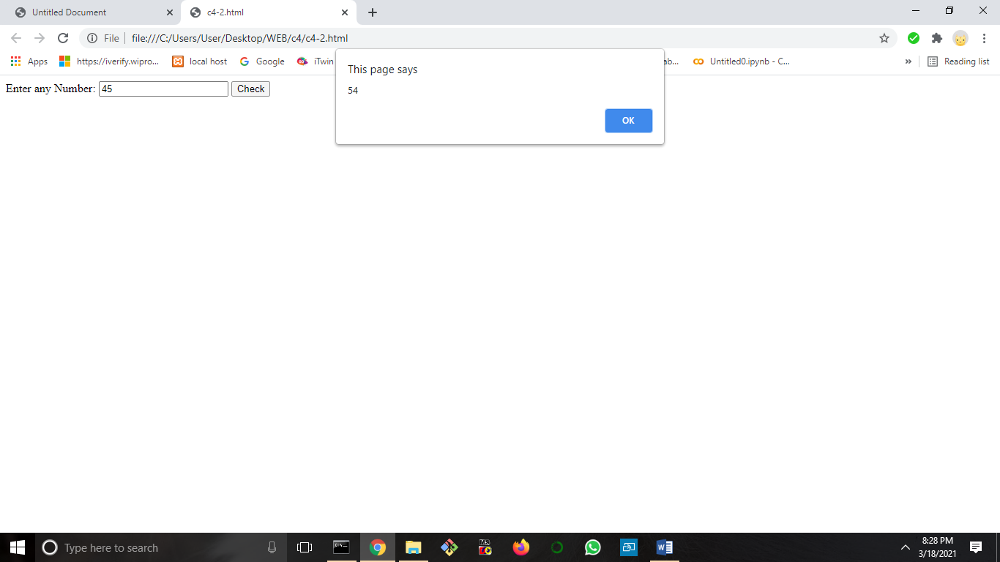 Untitled Document
c4-2.html
File
file:///C:/Users/User/Desktop/WEB/c4/c4-2.html
Apps
https://iverify.wipro...
local host
Google
iTwin
ab...
Untitled0.ipynb - C...
»
Reading list
This page says
54
OK
Enter any Number: 45 Check
Type here to search
8:28 PM
3/18/2021